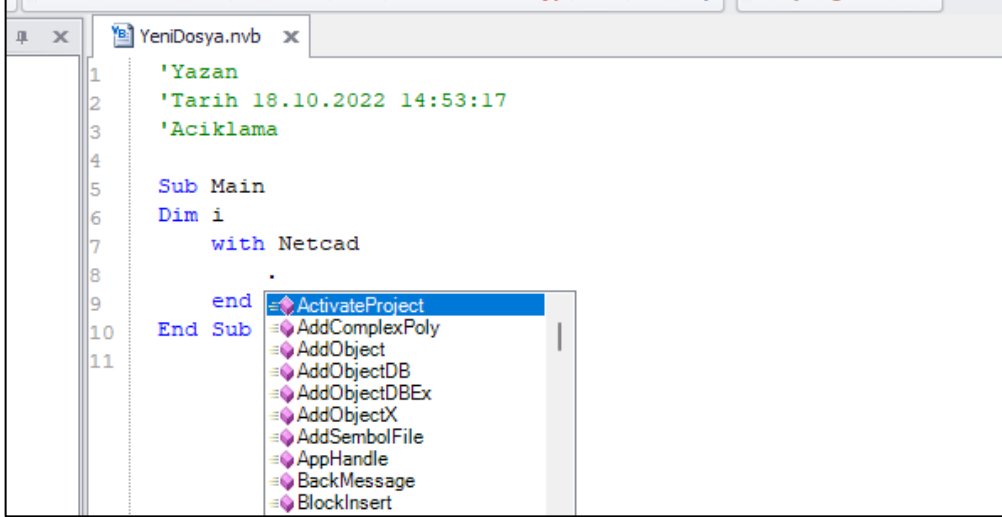 YeniDosya.nvb
1 'Yazan
2 'Tarih 18.10.2022 14:53:17
3 'Aciklama
4
5 Sub Main
6 Dim i
7 with Netcad
8 .
9 end
10 End Sub
11
ActivateProject
AddComplexPoly
AddObject
AddObjectDB
AddObjectDBEx
AddObjectX
AddSembolFile
AppHandle
BackMessage
BlockInsert